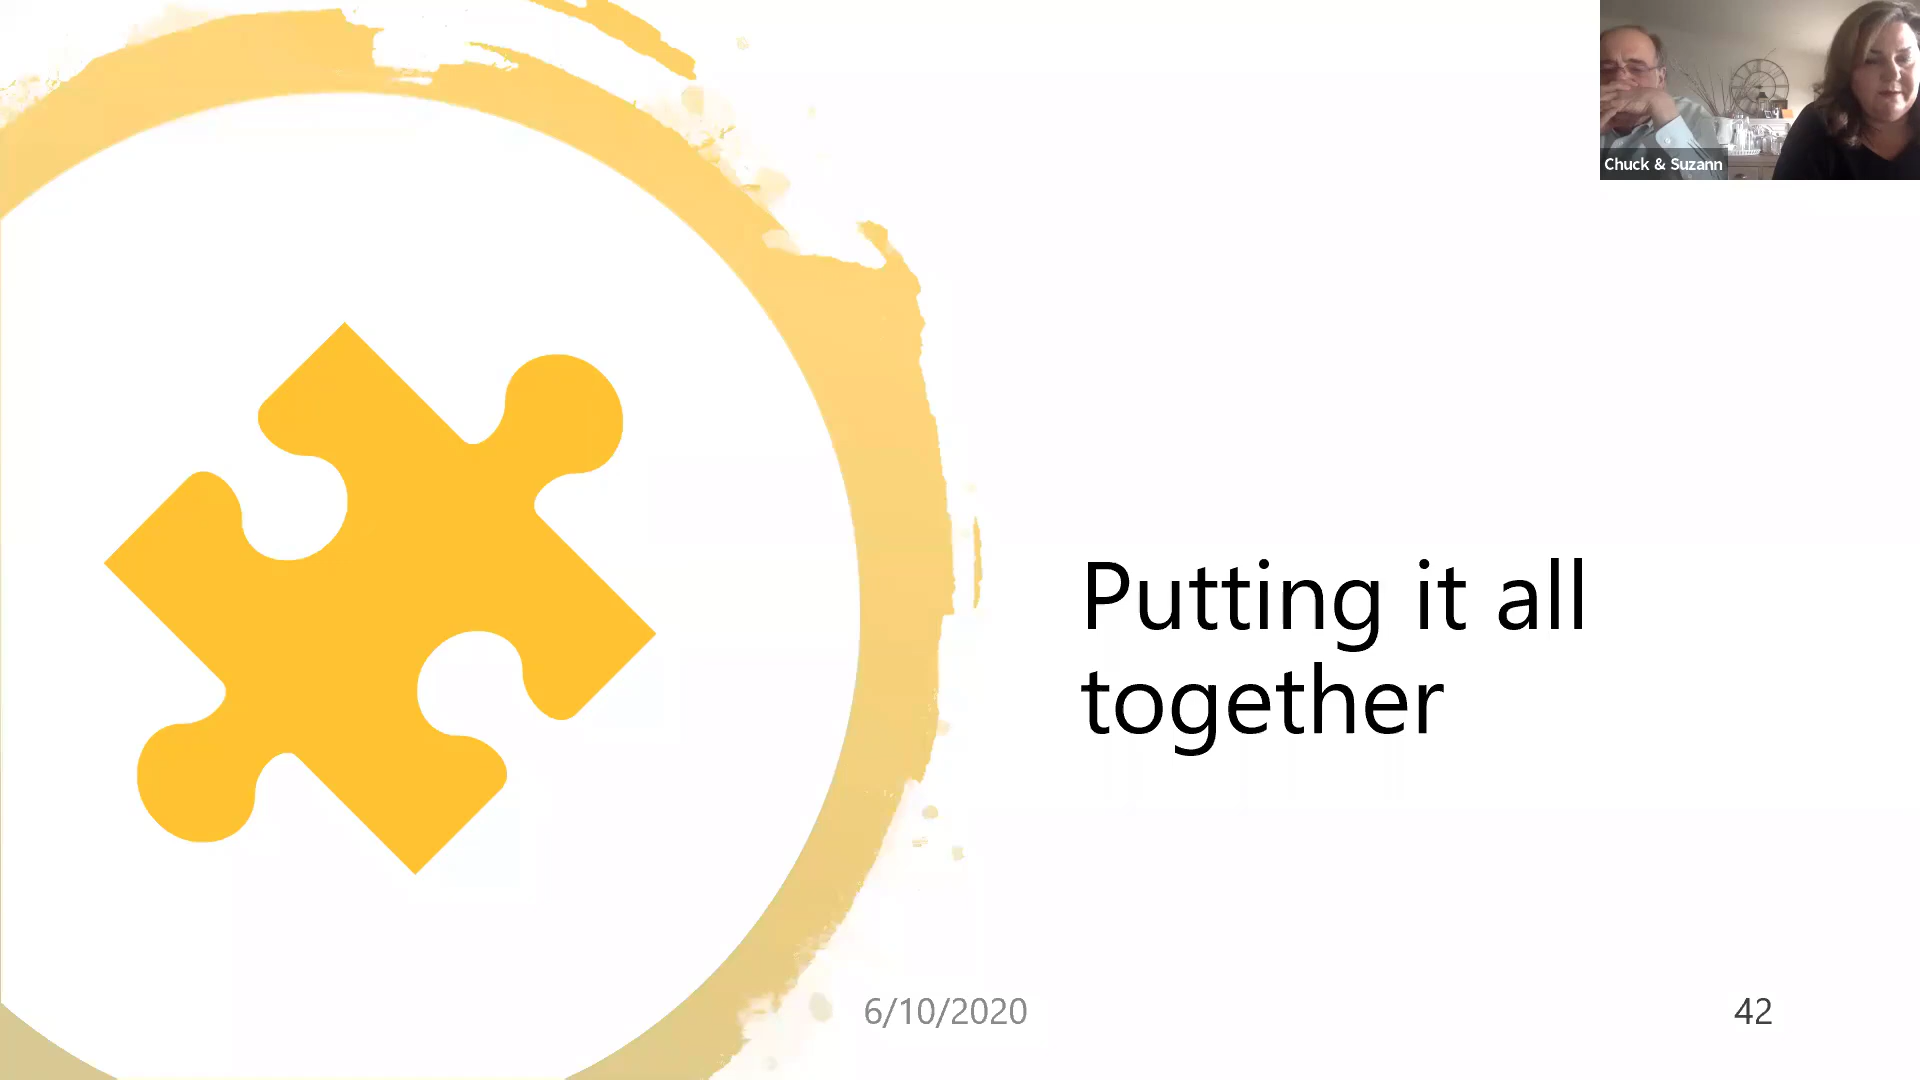 Chuck & Suzann
Putting it all
together
6/10/2020
42